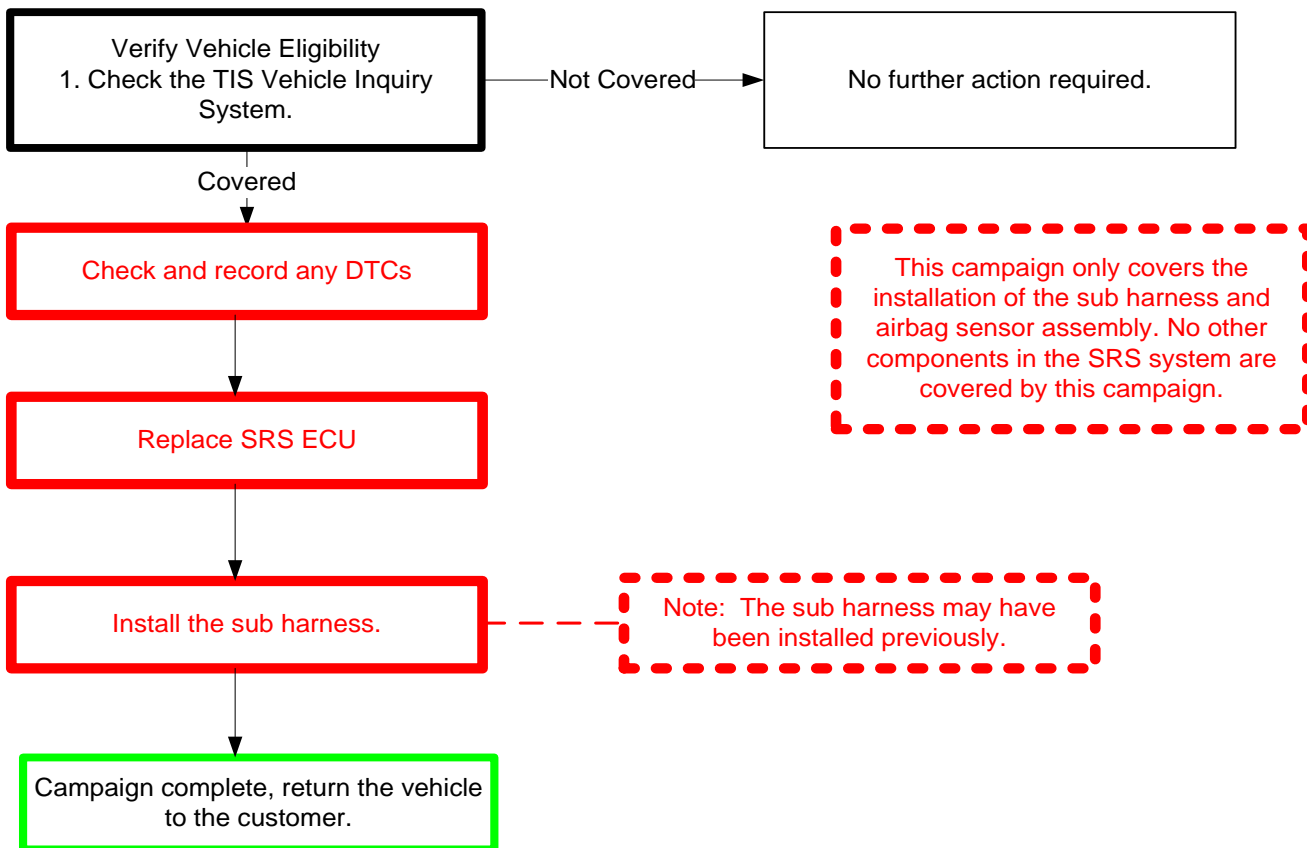 Verify Vehicle Eligibility
1. Check the TIS Vehicle Inquiry
System.
Not Covered
No further action required.
Covered
Check and record any DTCs
This campaign only covers the
installation of the sub harness and
airbag sensor assembly. No other
components in the SRS system are
covered by this campaign.
Replace SRS ECU
Install the sub harness.
Note:  The sub harness may have
been installed previously.
Campaign complete, return the vehicle
to the customer.